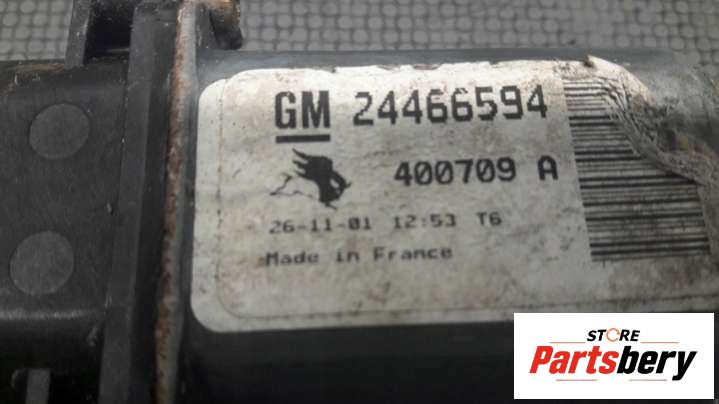 GM 24466594
400709 A
26-11-01 12:53 T6
Made in France
STORE
Partsbery